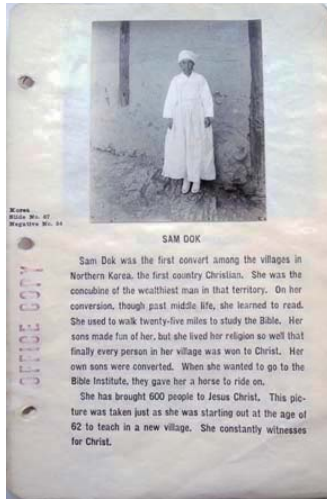 Korea
Slide No. 47
Negative No. 34
OFFICE COPY
SAM DOK
Sam Dok was the first convert among the villages in
Northern Korea, the first country Christian. She was the
concubine of the wealthiest man in that territory. On her
conversion, though past middle life, she learned to read.
She used to walk twenty-five miles to study the Bible. Her
sons made fun of her, but she lived her religion so well that
finally every person in her village was won to Christ. Her
own sons were converted. When she wanted to go to the
Bible Institute, they gave her a horse to ride on.
She has brought 600 people to Jesus Christ. This pic-
ture was taken just as she was starting out at the age of
62 to teach in a new village. She constantly witnesses
for Christ.